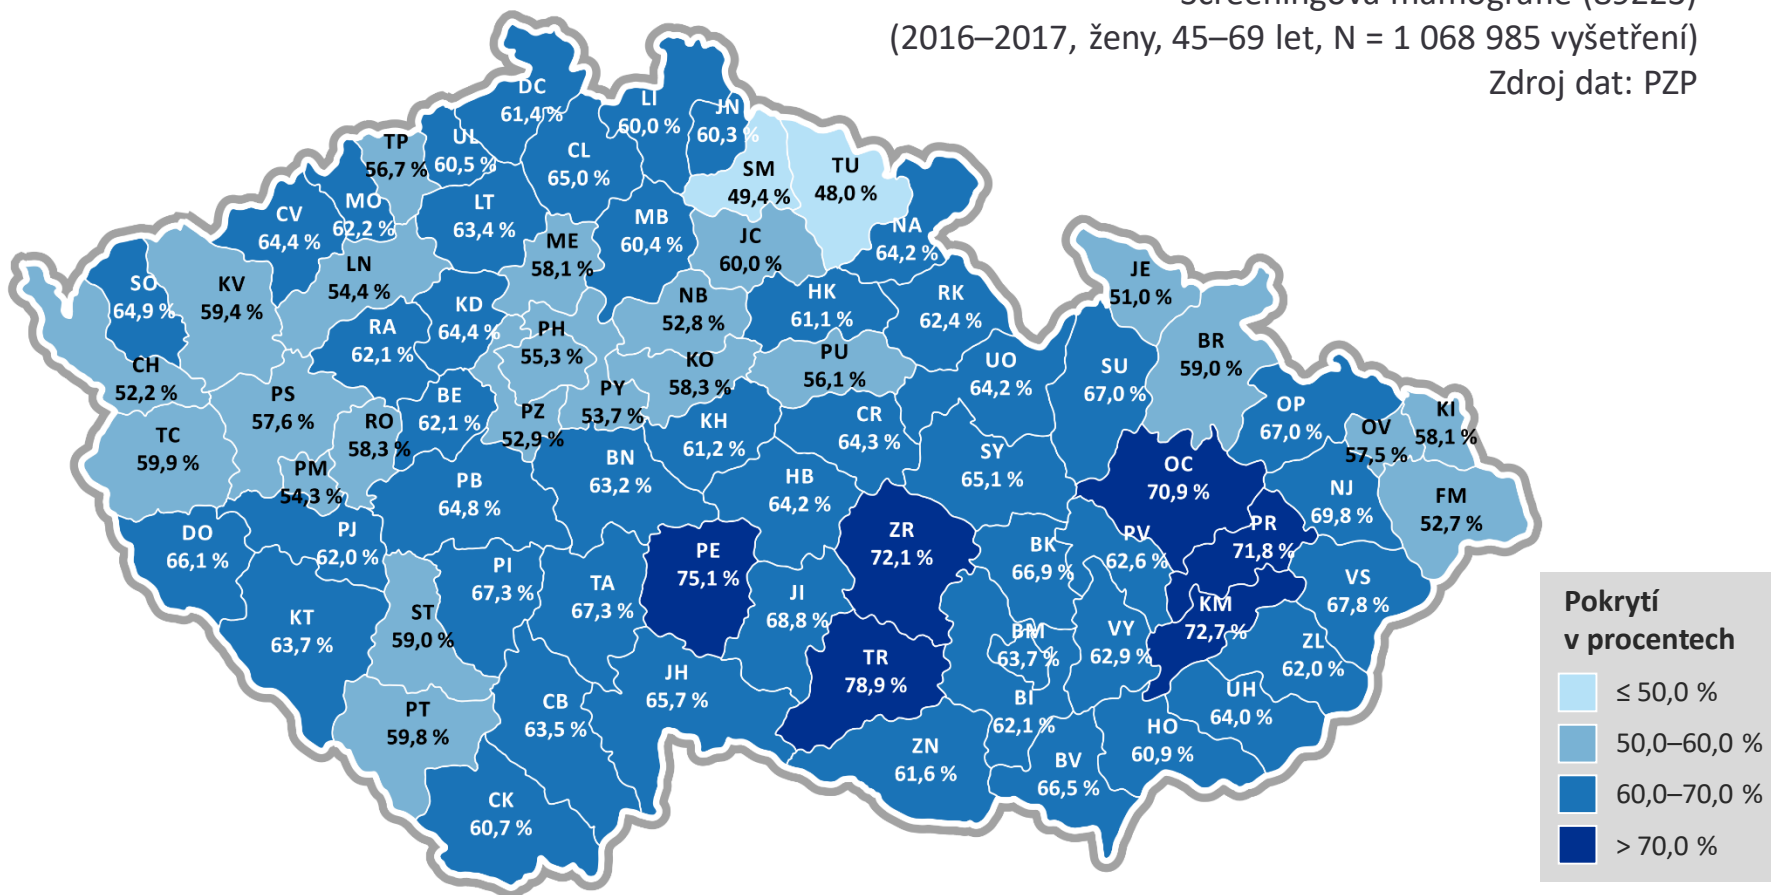 Screeningová mamografie (89223)
(2016–2017, ženy, 45–69 let, N = 1 068 985 vyšetření)
Zdroj dat: PZP
DC
61,4 %
LI
60,0 %
JN
60,3 %
TP
56,7 %
UL
60,5 %
CL
65,0 %
SM
49,4 %
TU
48,0 %
CV
64,4 %
MO
62,2 %
LT
63,4 %
MB
60,4 %
JC
60,0 %
NA
64,2 %
ME
58,1 %
LN
54,4 %
SO
64,9 %
KV
59,4 %
KD
64,4 %
RA
62,1 %
PH
55,3 %
NB
52,8 %
HK
61,1 %
RK
62,4 %
JE
51,0 %
BR
59,0 %
CH
52,2 %
PS
57,6 %
BE
62,1 %
PZ
52,9 %
PY
53,7 %
KO
58,3 %
PU
56,1 %
UO
64,2 %
SU
67,0 %
TC
59,9 %
RO
58,3 %
PM
54,3 %
KH
61,2 %
CR
64,3 %
OP
67,0 %
OV
57,5 %
KI
58,1 %
PB
64,8 %
BN
63,2 %
HB
64,2 %
SY
65,1 %
OC
70,9 %
NJ
69,8 %
FM
52,7 %
DO
66,1 %
PJ
62,0 %
PI
67,3 %
TA
67,3 %
PE
75,1 %
ZR
72,1 %
BK
66,9 %
PV
62,6 %
PR
71,8 %
VS
67,8 %
KT
63,7 %
ST
59,0 %
JI
68,8 %
BM
63,7 %
VY
62,9 %
KM
72,7 %
ZL
62,0 %
JH
65,7 %
TR
78,9 %
BI
62,1 %
UH
64,0 %
PT
59,8 %
CB
63,5 %
ZN
61,6 %
BV
66,5 %
HO
60,9 %
CK
60,7 %
Pokrytí
v procentech
≤ 50,0 %
50,0–60,0 %
60,0–70,0 %
> 70,0 %